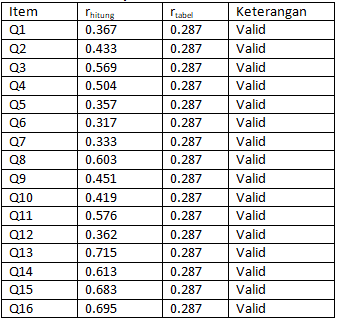 Item rhitung rtabel Keterangan
Q1 0.367 0.287 Valid
Q2 0.433 0.287 Valid
Q3 0.569 0.287 Valid
Q4 0.504 0.287 Valid
Q5 0.357 0.287 Valid
Q6 0.317 0.287 Valid
Q7 0.333 0.287 Valid
Q8 0.603 0.287 Valid
Q9 0.451 0.287 Valid
Q10 0.419 0.287 Valid
Q11 0.576 0.287 Valid
Q12 0.362 0.287 Valid
Q13 0.715 0.287 Valid
Q14 0.613 0.287 Valid
Q15 0.683 0.287 Valid
Q16 0.695 0.287 Valid